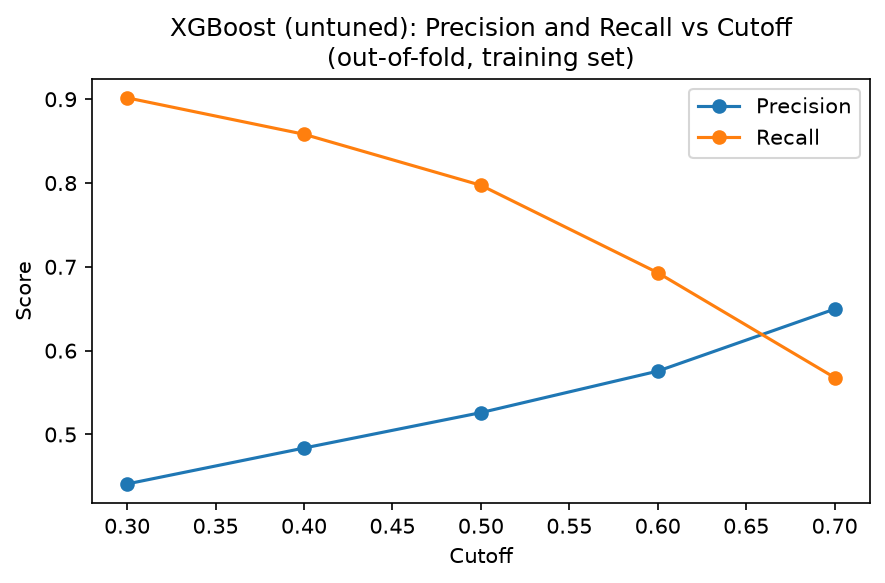 XGBoost (untuned): Precision and Recall vs Cutoff
(out-of-fold, training set)
Precision
Recall
Score
0.9
0.8
0.7
0.6
0.5
0.30
0.35
0.40
0.45
0.50
0.55
0.60
0.65
0.70
Cutoff